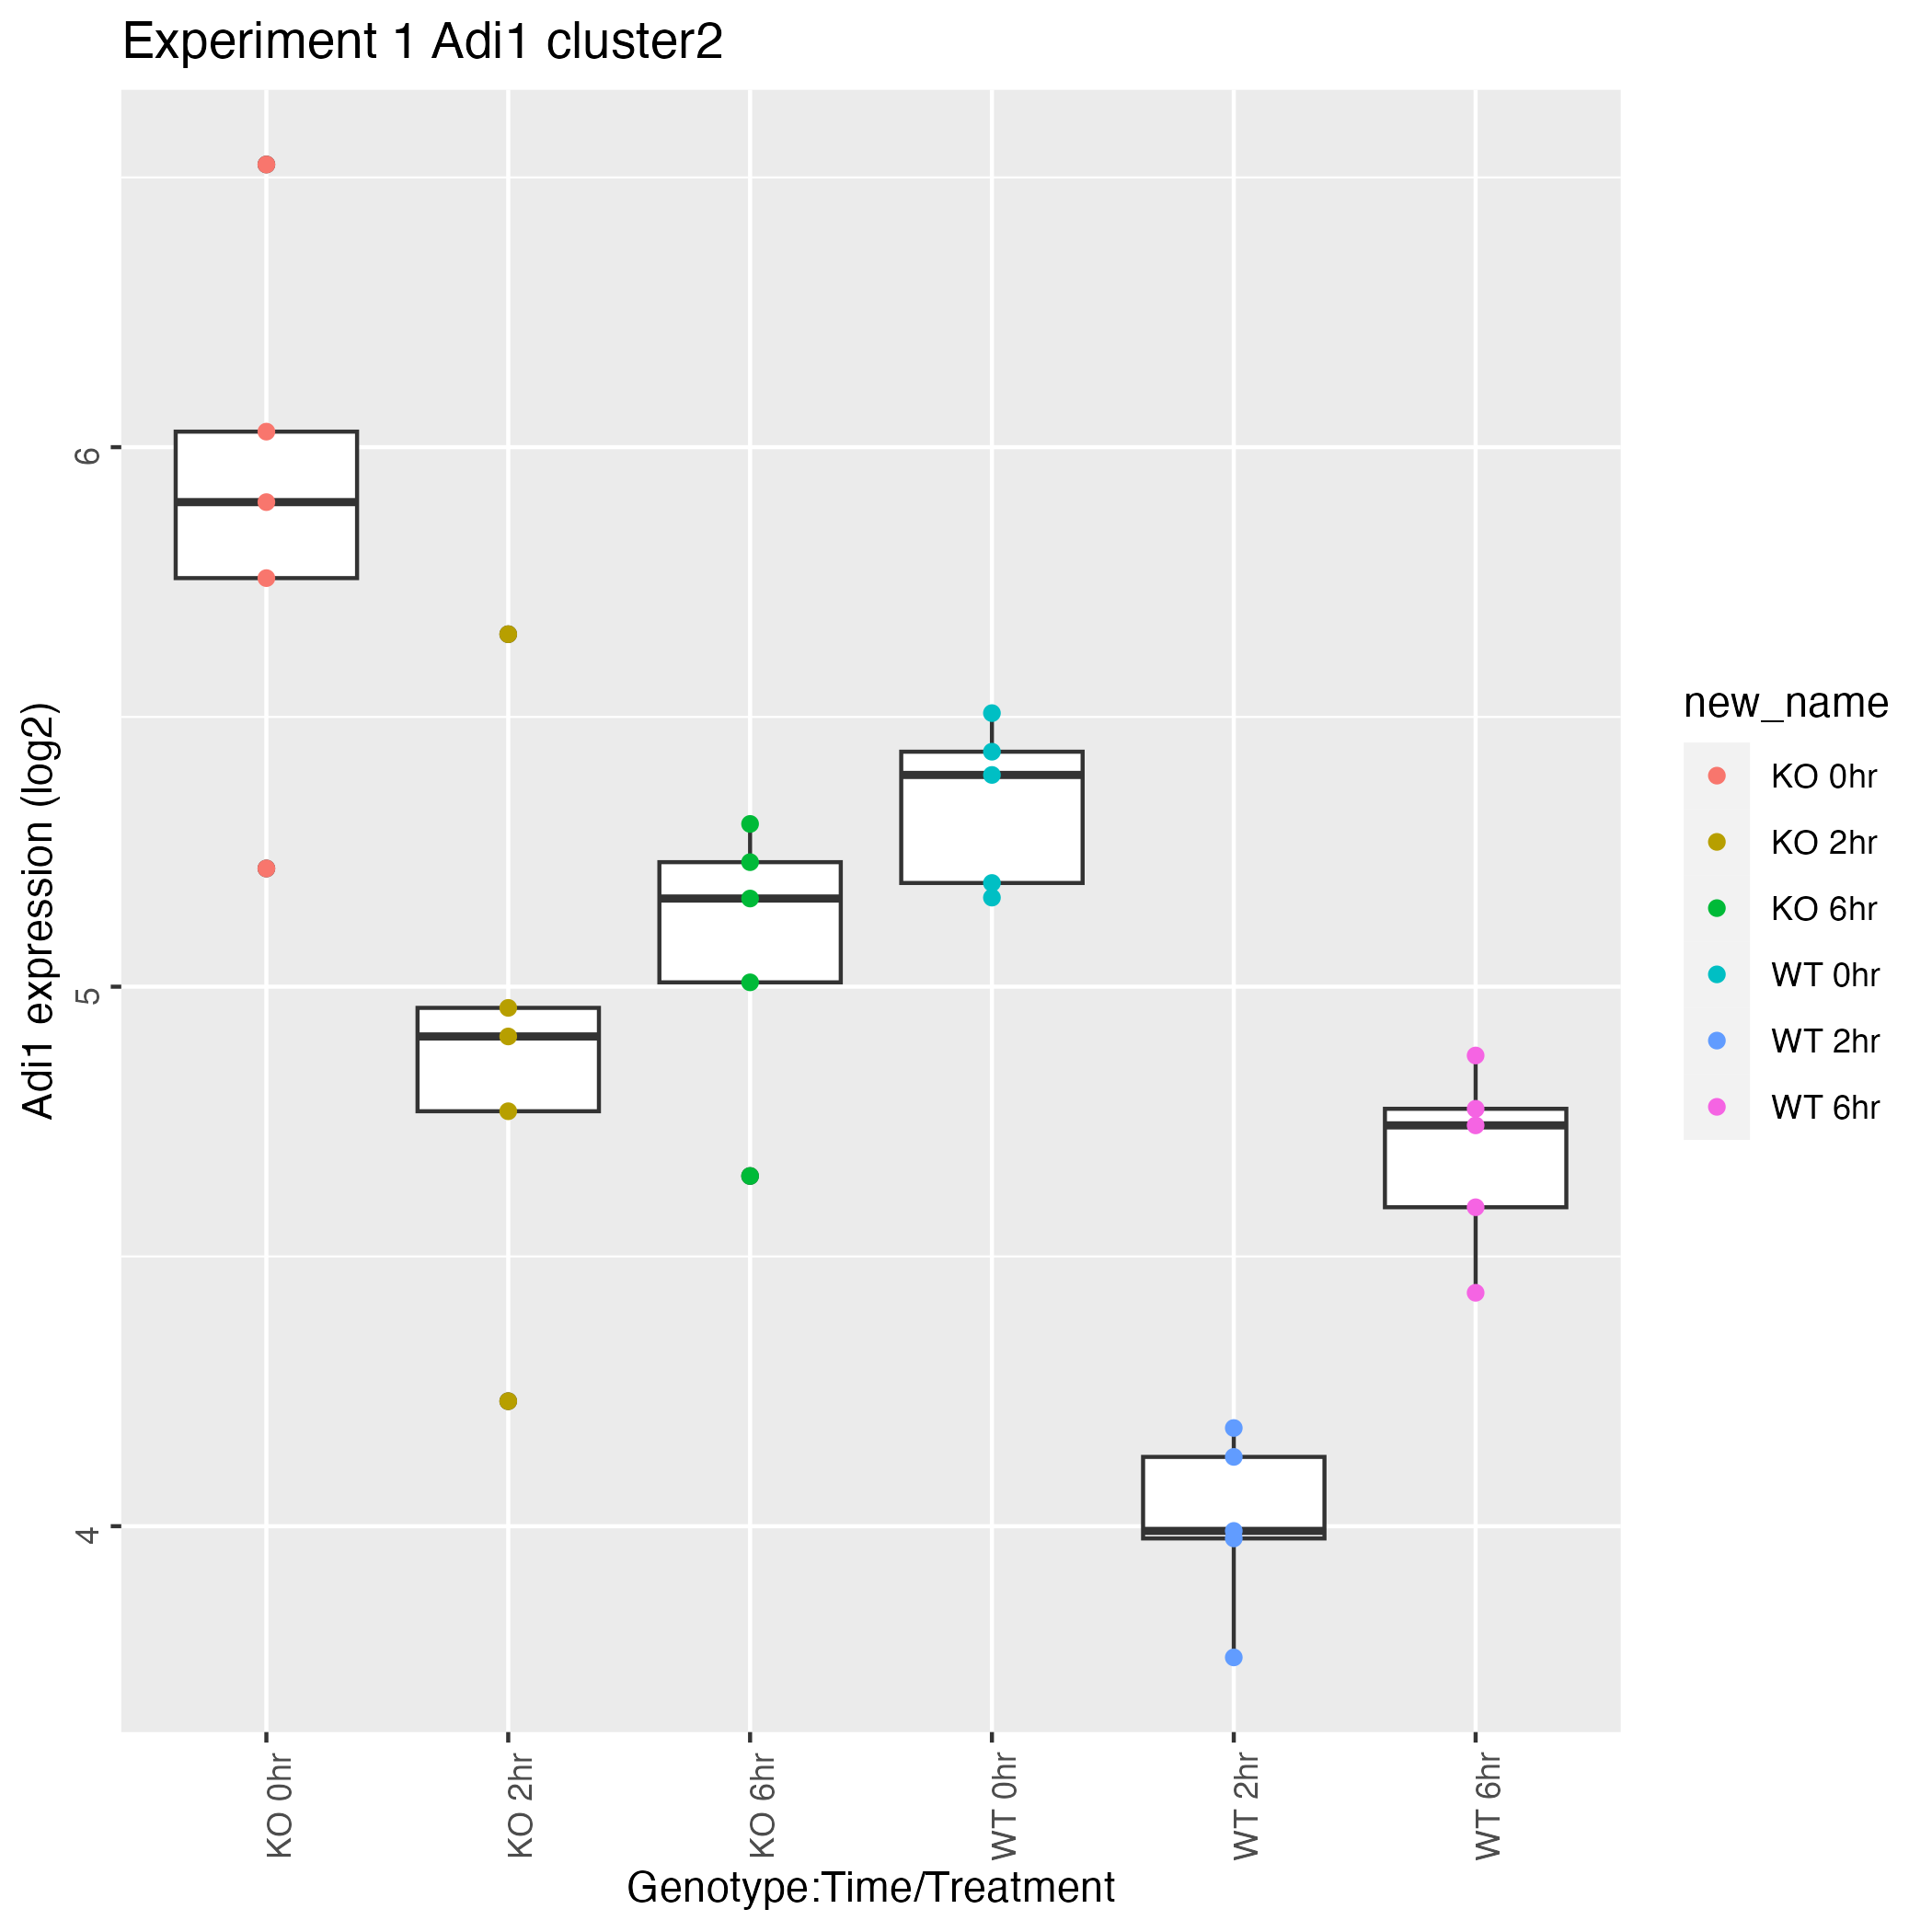 Experiment 1 Adi1 cluster2
Adi1 expression (log2)
6
5
4
KO 0hr
KO 2hr
KO 6hr
WT 0hr
WT 2hr
WT 6hr
Genotype:Time/Treatment
new_name
KO 0hr
KO 2hr
KO 6hr
WT 0hr
WT 2hr
WT 6hr